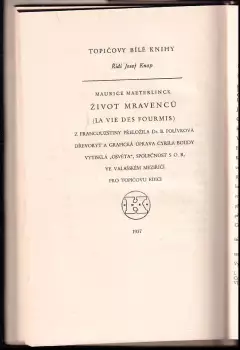 TOPIČOVY BÍLÉ KNIHY
Řídí Josef Knap
MAURICE MAETERLINCK
ŽIVOT MRAVENCŮ
(LA VIE DES FOURMIS)
Z FRANCOUZŠTINY PŘELOŽILA Dr. B. POLÍVKOVÁ
DŘEVORYT A GRAFICKÁ ÚPRAVA CYRILA BOUDY
VYTISKLA „OSVĚTA“, SPOLEČNOST S O. R.,
VE VALAŠSKÉM MEZIŘÍČÍ
PRO TOPIČOVU EDICI
1937